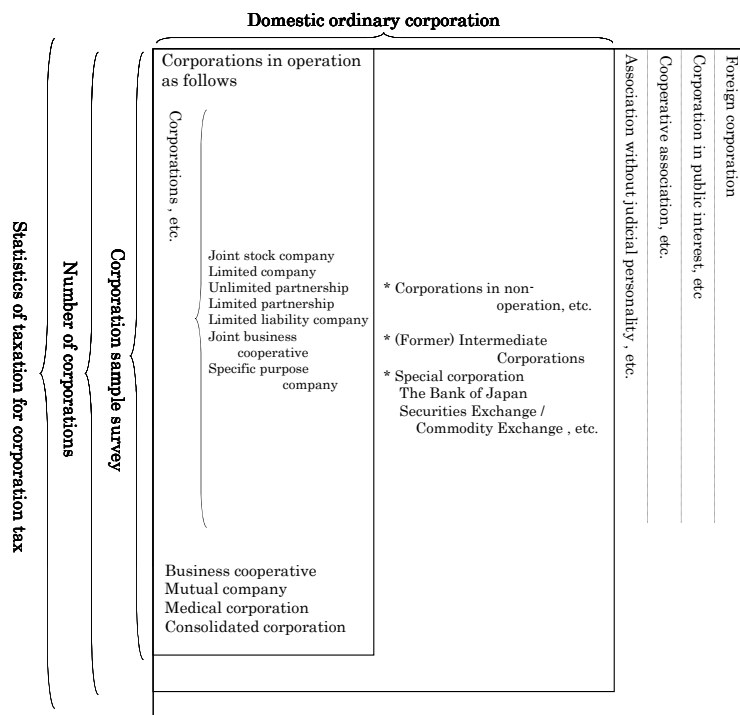 Domestic ordinary corporation
Statistics of taxation for corporation tax
Number of corporations
Corporation sample survey
Corporations in operation
as follows
Corporations , etc.
Joint stock company
Limited company
Unlimited partnership
Limited partnership
Limited liability company
Joint business
cooperative
Specific purpose
company
Business cooperative
Mutual company
Medical corporation
Consolidated corporation
* Corporations in non-
operation, etc.
* (Former) Intermediate
Corporations
* Special corporation
The Bank of Japan
Securities Exchange /
Commodity Exchange , etc.
Association without judicial personality , etc.
Cooperative association, etc.
Corporation in public interest, etc
Foreign corporation